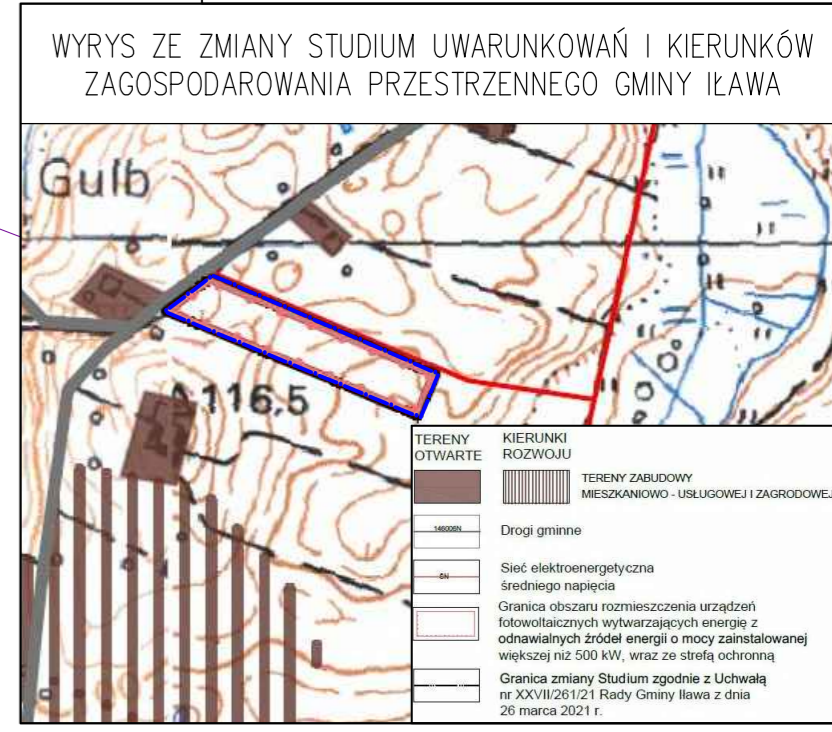 WYRYS ZE ZMIANY STUDIUM UWARUNKOWAŃ I KIERUNKÓW
ZAGOSPODAROWANIA PRZESTRZENNEGO GMINY IŁAWA
Gulb
116,5
TERENY
OTWARTE
KIERUNKI
ROZWOJU
TERENY ZABUDOWY
MIESZKANIOWO - USŁUGOWEJ I ZAGRODOWEJ
146006N
Drogi gminne
SN
Sieć elektroenergetyczna
średniego napięcia
Granica obszaru rozmieszczenia urządzeń
fotowoltaicznych wytwarzających energię z
odnawialnych źródeł energii o mocy zainstalowanej
większej niż 500 kW, wraz ze strefą ochronną
Granica zmiany Studium zgodnie z Uchwałą
nr XXVII/261/21 Rady Gminy Iława z dnia
26 marca 2021 r.